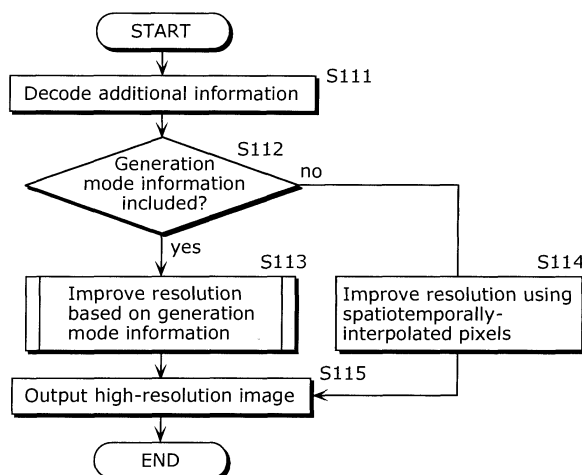 START
S111
Decode additional information
S112
Generation
mode information
included?
no
yes
S113
Improve resolution
based on generation
mode information
S114
Improve resolution using
spatiotemporally-
interpolated pixels
S115
Output high-resolution image
END